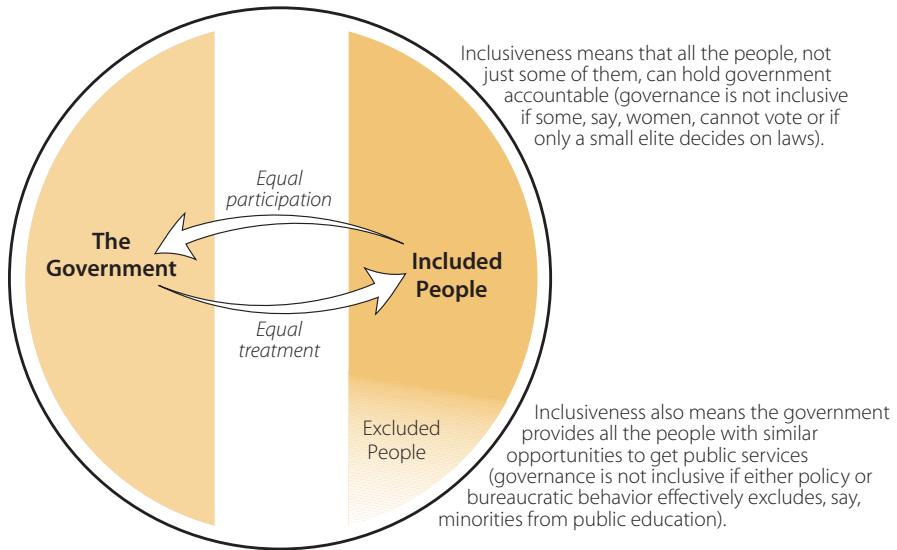 Inclusiveness means that all the people, not
just some of them, can hold government
accountable (governance is not inclusive
if some, say, women, cannot vote or if
only a small elite decides on laws).
Equal
participation
The
Government
Included
People
Equal
treatment
Excluded
People
Inclusiveness also means the government
provides all the people with similar
opportunities to get public services
(governance is not inclusive if either policy or
bureaucratic behavior effectively excludes, say,
minorities from public education).